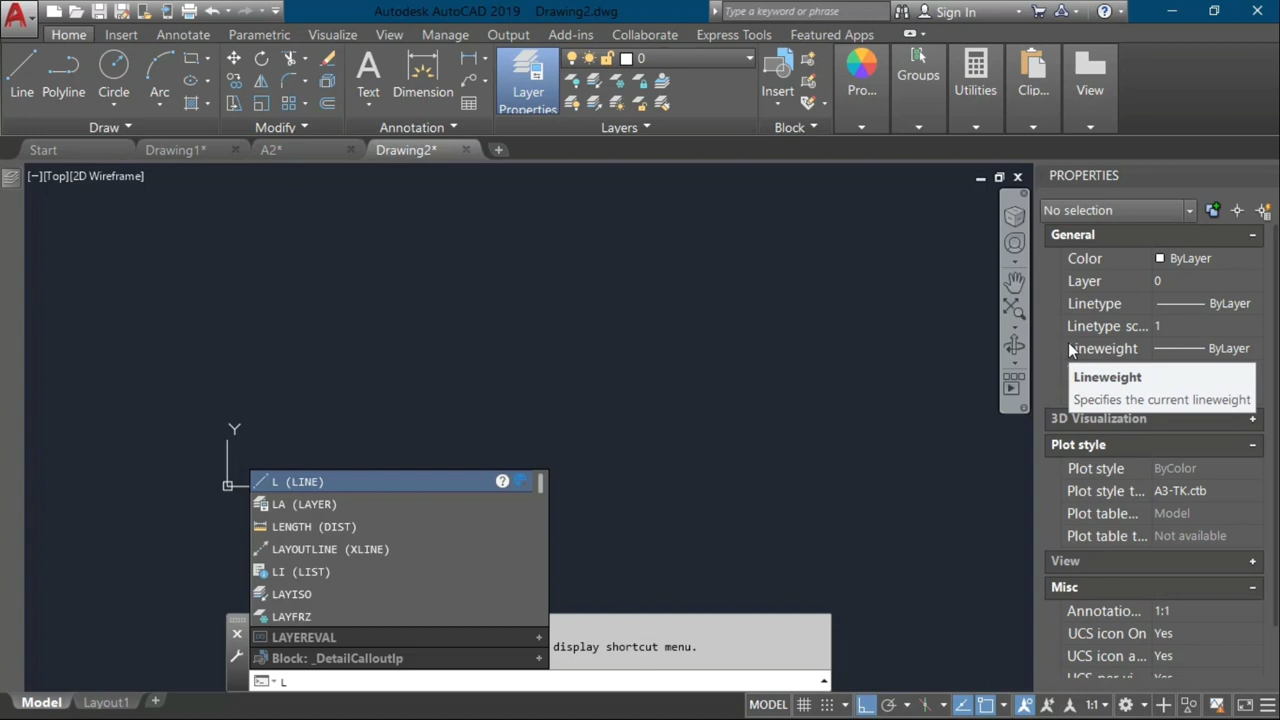 Autodesk AutoCAD 2019 Drawing2.dwg
Type a keyword or phrase
Sign In
Home Insert Annotate Parametric Visualize View Manage Output Add-ins Collaborate Express Tools Featured Apps
Line Polyline Circle Arc
Text Dimension
Layer Properties
0
Insert
Pro...
Groups
Utilities
Clip...
View
Draw Modify Annotation Layers Block
Start Drawing1* A2* Drawing2*
[−][Top][2D Wireframe]
PROPERTIES
No selection
General
Color ByLayer
Layer 0
Linetype ByLayer
Linetype sc... 1
Lineweight ByLayer
Lineweight
Specifies the current lineweight
3D Visualization
Plot style
Plot style ByColor
Plot style t... A3-TK.ctb
Plot table... Model
Plot table t... Not available
View
Misc
Annotatio... 1:1
UCS icon On Yes
UCS icon a... Yes
Y
L (LINE)
LA (LAYER)
LENGTH (DIST)
LAYOUTLINE (XLINE)
LI (LIST)
LAYISO
LAYFRZ
LAYEREVAL
Block: _DetailCalloutIp
display shortcut menu.
L
Model Layout1
MODEL 1:1